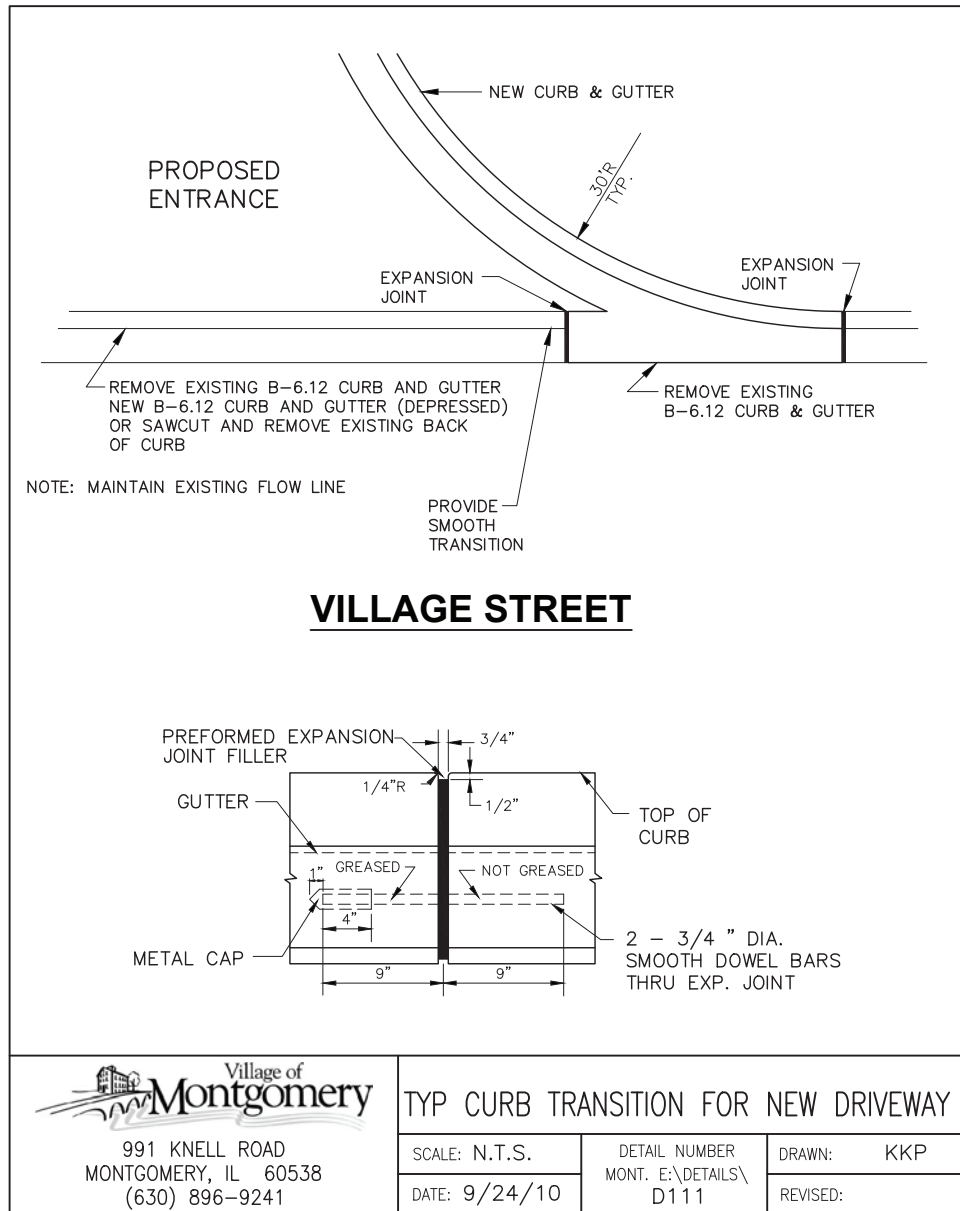 NEW CURB & GUTTER
PROPOSED
ENTRANCE
30'R
TYP.
EXPANSION
JOINT
EXPANSION
JOINT
REMOVE EXISTING B-6.12 CURB AND GUTTER
NEW B-6.12 CURB AND GUTTER (DEPRESSED)
OR SAWCUT AND REMOVE EXISTING BACK
OF CURB
REMOVE EXISTING
B-6.12 CURB & GUTTER
NOTE: MAINTAIN EXISTING FLOW LINE
PROVIDE
SMOOTH
TRANSITION
VILLAGE STREET
PREFORMED EXPANSION
JOINT FILLER
3/4"
1/4"R
1/2"
GUTTER
TOP OF
CURB
1"
GREASED
NOT GREASED
4"
METAL CAP
2 - 3/4 " DIA.
SMOOTH DOWEL BARS
THRU EXP. JOINT
9"
9"
Village of
Montgomery
991 KNELL ROAD
MONTGOMERY, IL 60538
(630) 896-9241
TYP CURB TRANSITION FOR NEW DRIVEWAY
SCALE: N.T.S.
DATE: 9/24/10
DETAIL NUMBER
MONT. E:\DETAILS\
D111
DRAWN: KKP
REVISED: